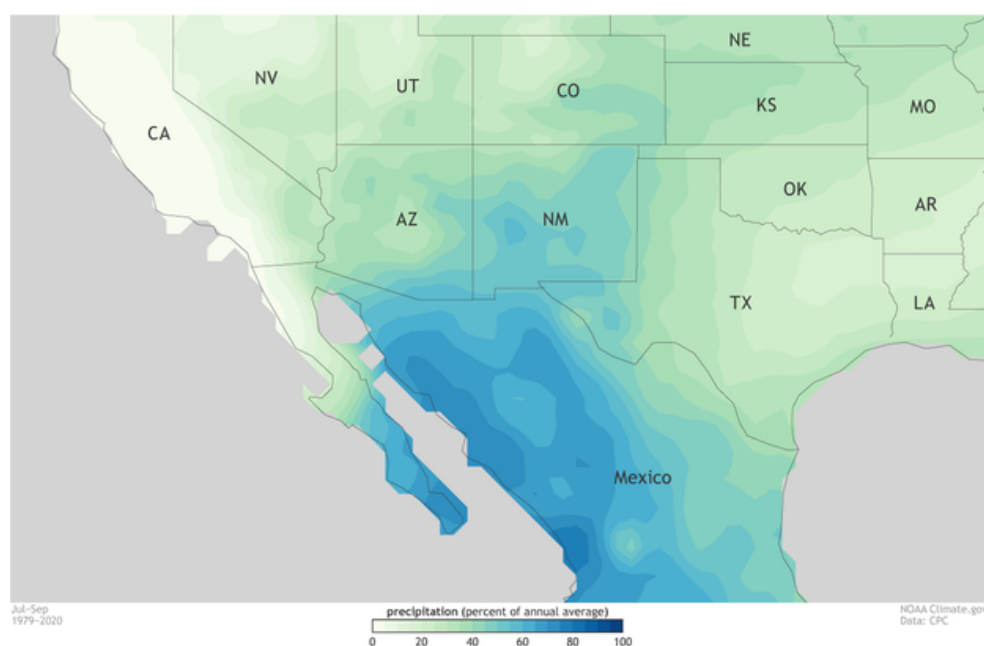 NE
NV
UT
CO
KS
MO
CA
OK
AZ
NM
AR
TX
LA
Mexico
Jul-Sep
1979-2020
precipitation (percent of annual average)
0 20 40 60 80 100
NOAA Climate.gov
Data: CPC